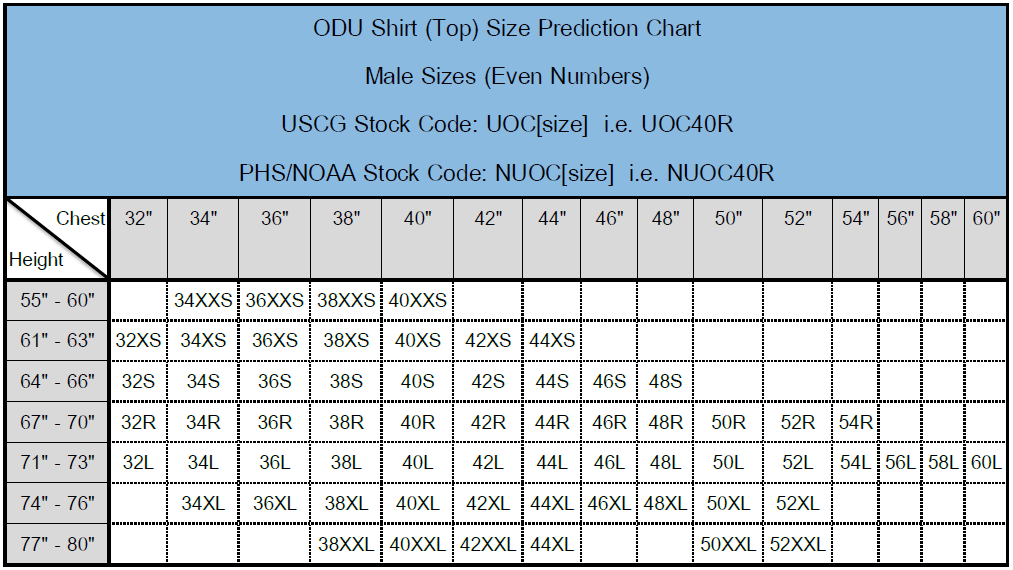 ODU Shirt (Top) Size Prediction Chart
Male Sizes (Even Numbers)
USCG Stock Code: UOC[size]  i.e. UOC40R
PHS/NOAA Stock Code: NUOC[size]  i.e. NUOC40R
Chest 32" 34" 36" 38" 40" 42" 44" 46" 48" 50" 52" 54" 56" 58" 60"
Height
55" - 60" 34XXS 36XXS 38XXS 40XXS
61" - 63" 32XS 34XS 36XS 38XS 40XS 42XS 44XS
64" - 66" 32S 34S 36S 38S 40S 42S 44S 46S 48S
67" - 70" 32R 34R 36R 38R 40R 42R 44R 46R 48R 50R 52R 54R
71" - 73" 32L 34L 36L 38L 40L 42L 44L 46L 48L 50L 52L 54L 56L 58L 60L
74" - 76" 34XL 36XL 38XL 40XL 42XL 44XL 46XL 48XL 50XL 52XL
77" - 80" 38XXL 40XXL 42XXL 44XL 50XXL 52XXL